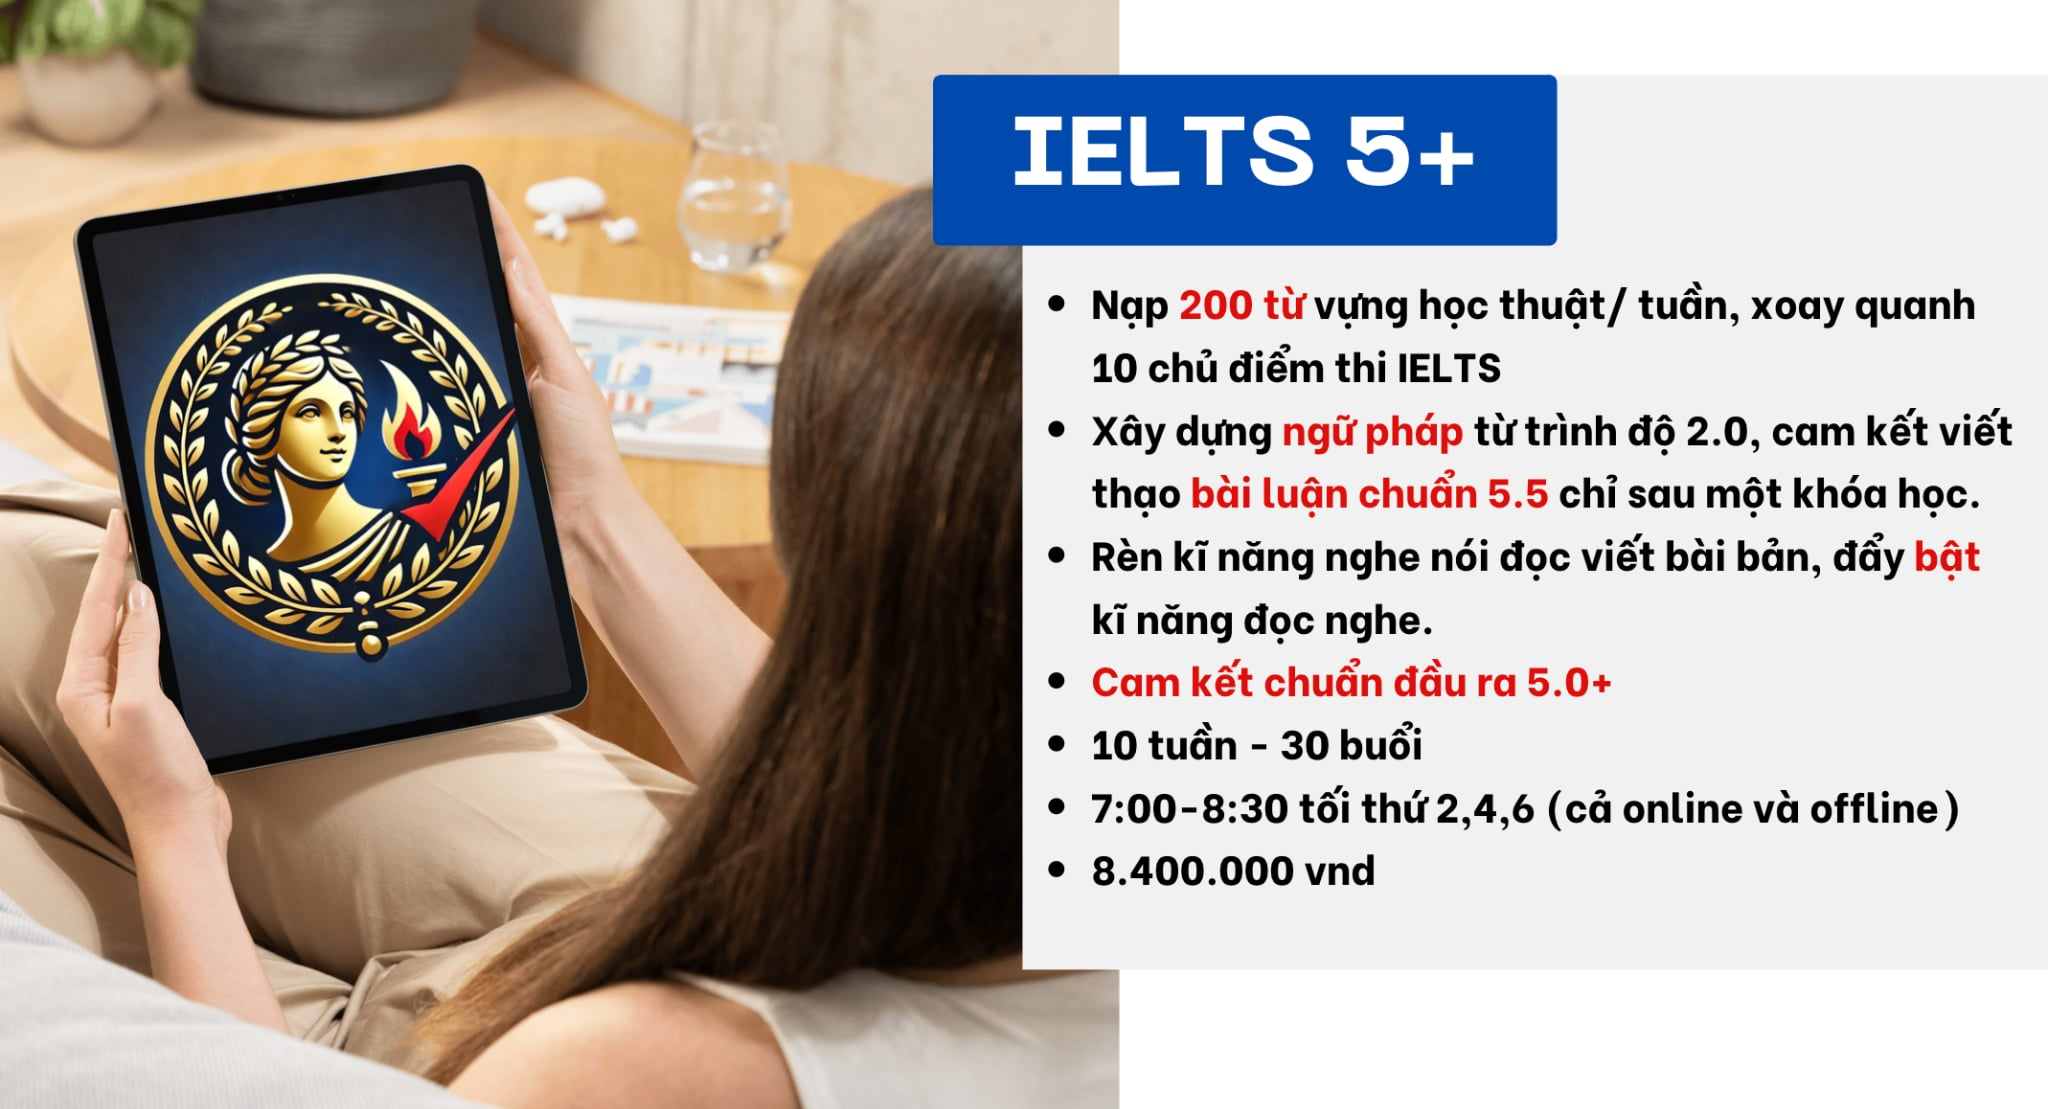 IELTS 5+
• Nạp 200 từ vựng học thuật/ tuần, xoay quanh
10 chủ điểm thi IELTS
• Xây dựng ngữ pháp từ trình độ 2.0, cam kết viết
thạo bài luận chuẩn 5.5 chỉ sau một khóa học.
• Rèn kĩ năng nghe nói đọc viết bài bản, đẩy bật
kĩ năng đọc nghe.
• Cam kết chuẩn đầu ra 5.0+
• 10 tuần - 30 buổi
• 7:00-8:30 tối thứ 2,4,6 (cả online và offline)
• 8.400.000 vnd